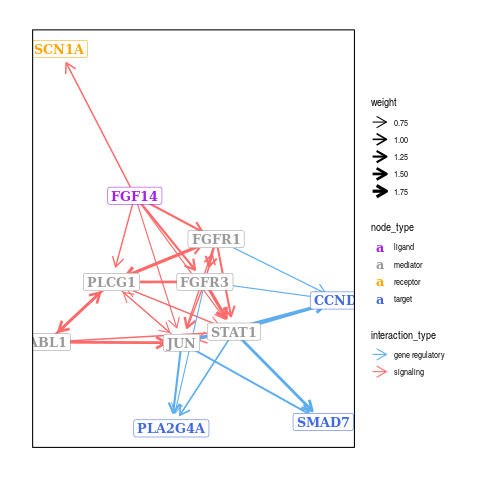 SCN1A
FGF14
FGFR1
PLCG1
FGFR3
CCND
STAT1
ABL1
JUN
PLA2G4A
SMAD7
weight
0.75
1.00
1.25
1.50
1.75
node_type
a ligand
a mediator
a receptor
a target
interaction_type
gene regulatory
signaling